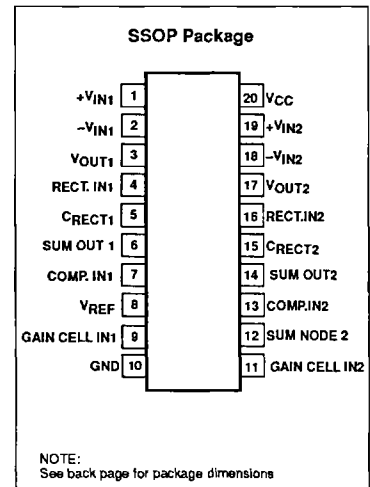 SSOP Package
+VIN1 1
20 VCC
–VIN1 2
19 +VIN2
VOUT1 3
18 –VIN2
RECT. IN1 4
17 VOUT2
CRECT1 5
16 RECT.IN2
SUM OUT 1 6
15 CRECT2
COMP. IN1 7
14 SUM OUT2
VREF 8
13 COMP.IN2
GAIN CELL IN1 9
12 SUM NODE 2
GND 10
11 GAIN CELL IN2
NOTE:
See back page for package dimensions